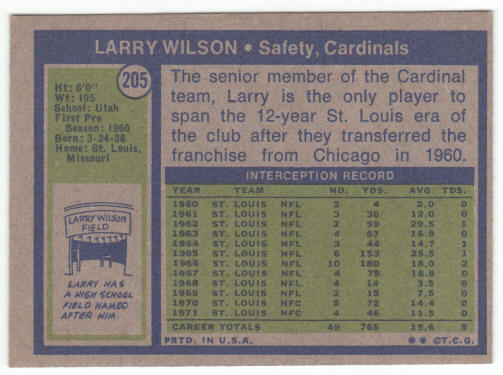 LARRY WILSON • Safety, Cardinals
205
Ht: 6'0"
Wt: 195
School: Utah
First Pro
Season: 1960
Born: 3-24-38
Home: St. Louis,
Missouri
The senior member of the Cardinal
team, Larry is the only player to
span the 12-year St. Louis era of
the club after they transferred the
franchise from Chicago in 1960.
LARRY WILSON
FIELD
LARRY HAS
A HIGH SCHOOL
FIELD NAMED
AFTER HIM.
INTERCEPTION RECORD
YEAR TEAM NO. YDS. AVG. TDS.
1960 ST. LOUIS NFL 2 4 2.0 0
1961 ST. LOUIS NFL 3 36 12.0 0
1962 ST. LOUIS NFL 2 59 29.5 1
1963 ST. LOUIS NFL 4 67 16.8 0
1964 ST. LOUIS NFL 3 44 14.7 1
1965 ST. LOUIS NFL 6 153 25.5 1
1966 ST. LOUIS NFL 10 180 18.0 2
1967 ST. LOUIS NFL 4 75 18.8 0
1968 ST. LOUIS NFL 4 14 3.5 0
1969 ST. LOUIS NFL 2 15 7.5 0
1970 ST. LOUIS NFC 5 72 14.4 0
1971 ST. LOUIS NFC 4 46 11.5 0
CAREER TOTALS 49 765 15.6 5
PRTD. IN U.S.A. ** © T.C.G.